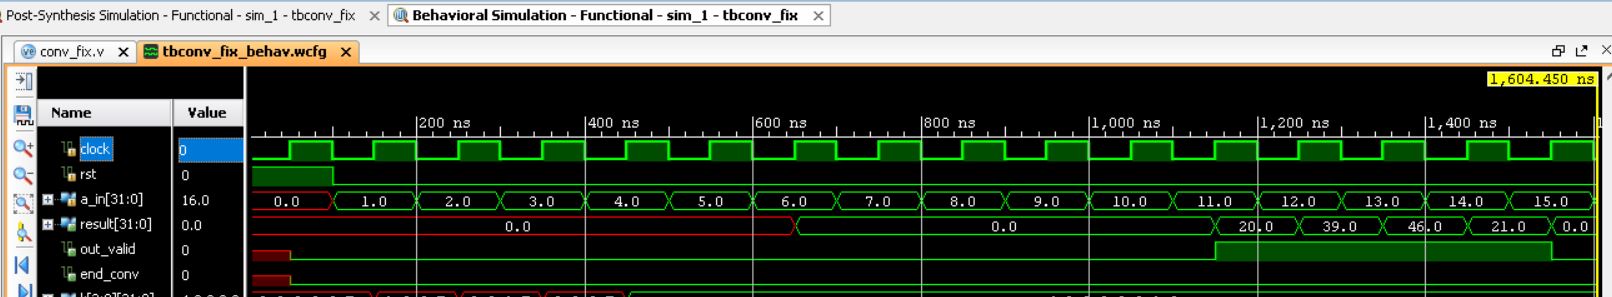 Post-Synthesis Simulation - Functional - sim_1 - tbconv_fix × Behavioral Simulation - Functional - sim_1 - tbconv_fix ×
conv_fix.v × tbconv_fix_behav.wcfg ×
1,604.450 ns
Name Value
200 ns 400 ns 600 ns 800 ns 1,000 ns 1,200 ns 1,400 ns
clock 0
rst 0
a_in[31:0] 16.0 0.0 1.0 2.0 3.0 4.0 5.0 6.0 7.0 8.0 9.0 10.0 11.0 12.0 13.0 14.0 15.0
result[31:0] 0.0 0.0 0.0 20.0 39.0 46.0 21.0 0.0
out_valid 0
end_conv 0